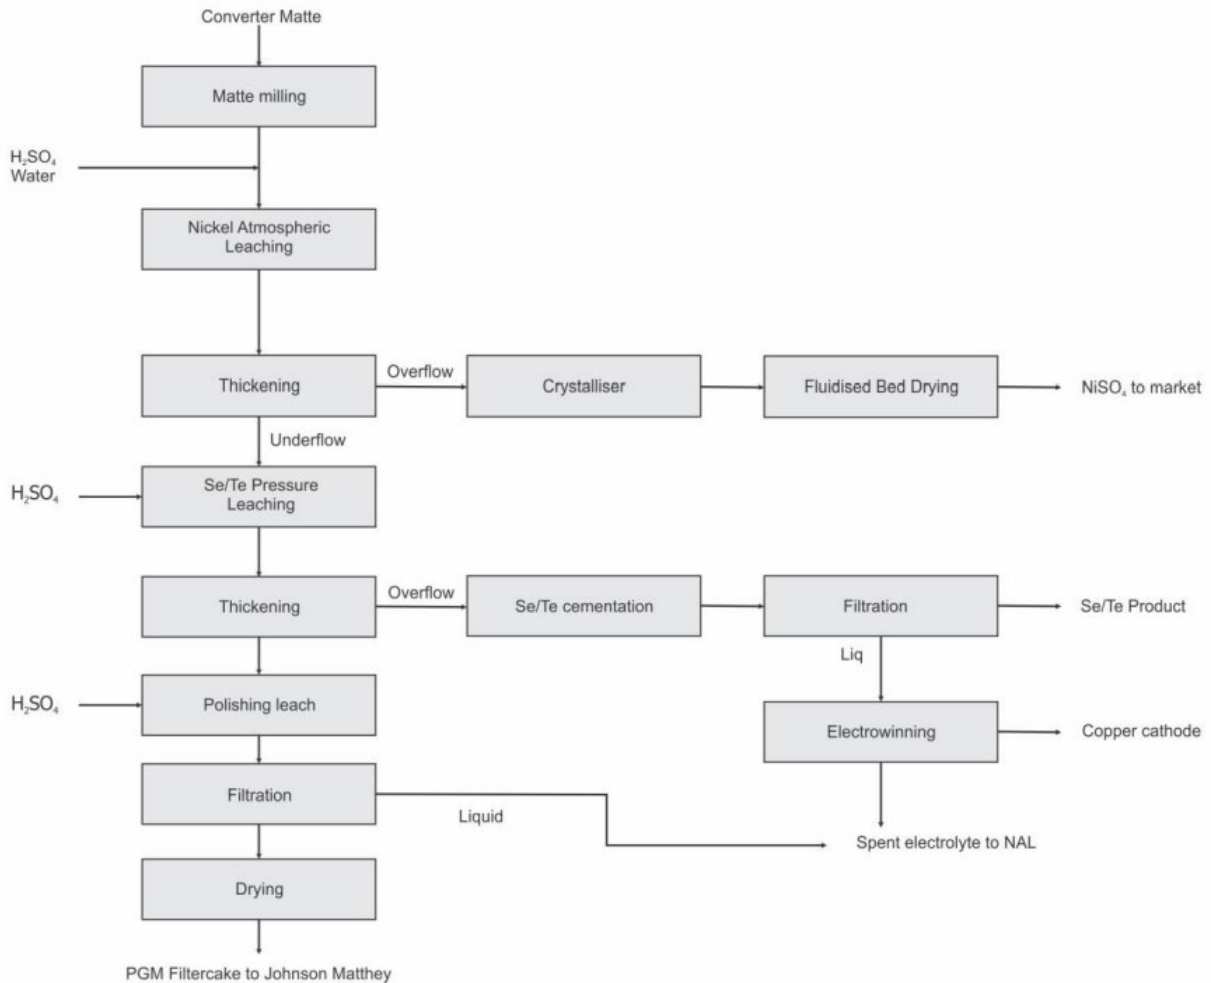 Converter Matte
Matte milling
H₂SO₄
Water
Nickel Atmospheric
Leaching
Thickening
Overflow
Crystalliser
Fluidised Bed Drying
NiSO₄ to market
Underflow
H₂SO₄
Se/Te Pressure
Leaching
Thickening
Overflow
Se/Te cementation
Filtration
Se/Te Product
Liq
H₂SO₄
Polishing leach
Electrowinning
Copper cathode
Filtration
Liquid
Spent electrolyte to NAL
Drying
PGM Filtercake to Johnson Matthey